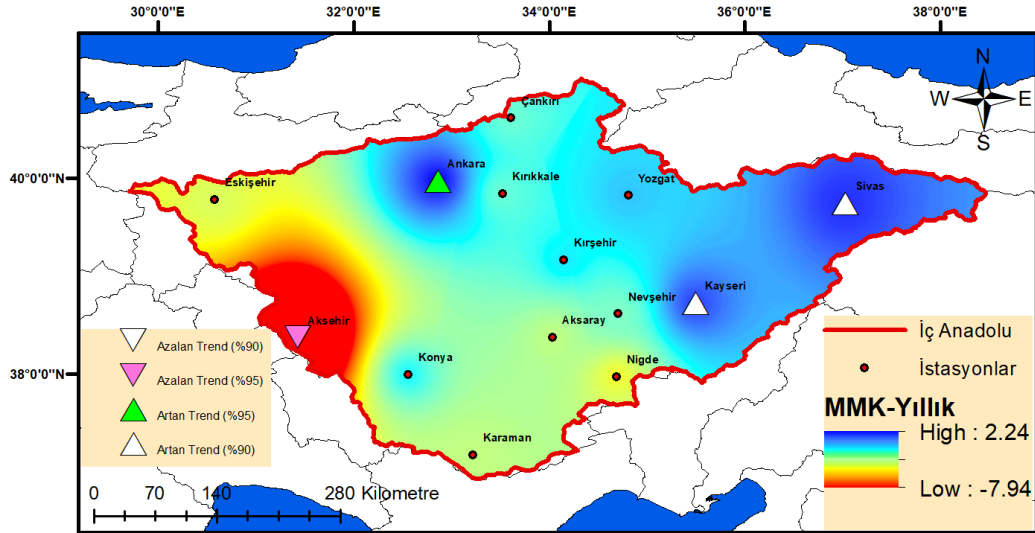 30°0'0"E 32°0'0"E 34°0'0"E 36°0'0"E 38°0'0"E
N
W E
S
Çankırı
Ankara
40°0'0"N
Kırıkkale
Eskişehir
Yozgat
Sivas
Kırşehir
Kayseri
Nevşehir
Akşehir
Aksaray
Konya
Nigde
38°0'0"N
Karaman
Azalan Trend (%90)
Azalan Trend (%95)
Artan Trend (%95)
Artan Trend (%90)
0 70 140 280 Kilometre
İç Anadolu
İstasyonlar
MMK-Yıllık
High : 2.24
Low : -7.94